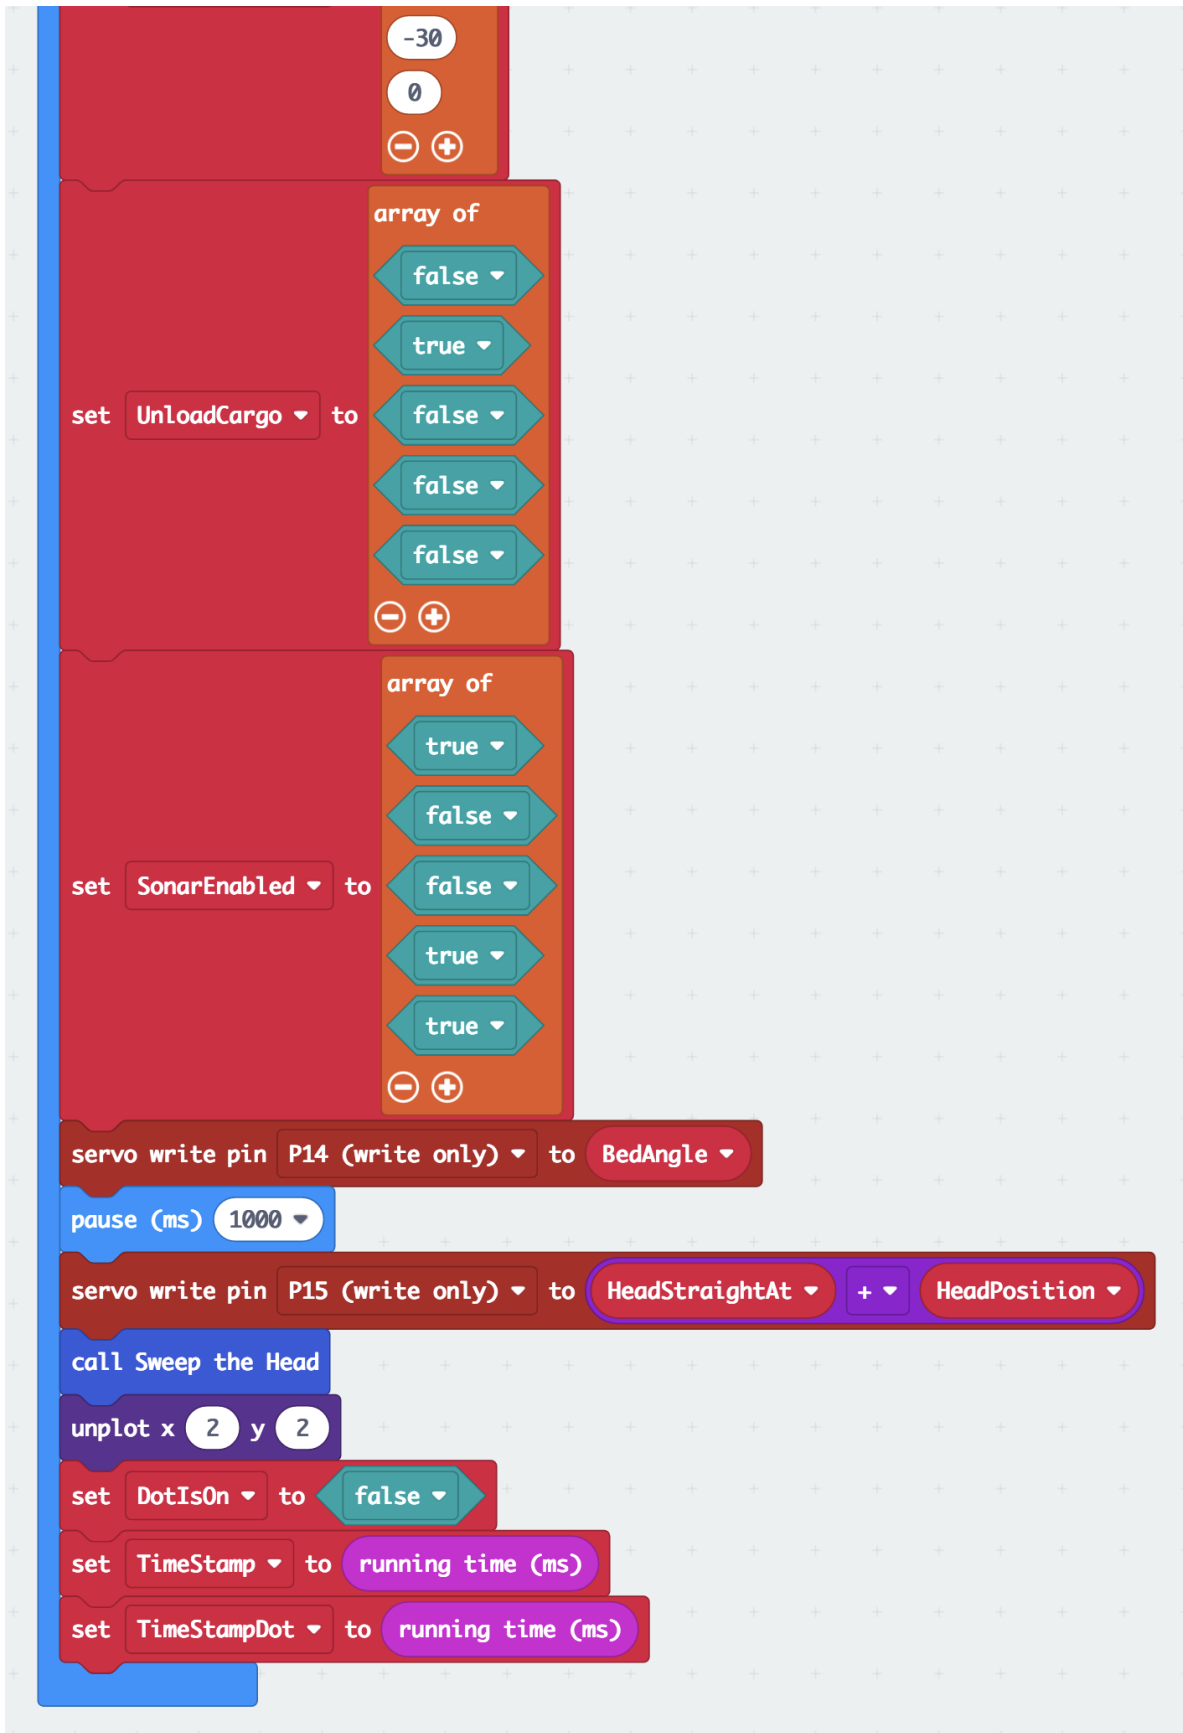 -30
0
array of
false
true
set UnloadCargo to false
false
false
array of
true
false
set SonarEnabled to false
true
true
servo write pin P14 (write only) to BedAngle
pause (ms) 1000
servo write pin P15 (write only) to HeadStraightAt + HeadPosition
call Sweep the Head
unplot x 2 y 2
set DotIsOn to false
set TimeStamp to running time (ms)
set TimeStampDot to running time (ms)